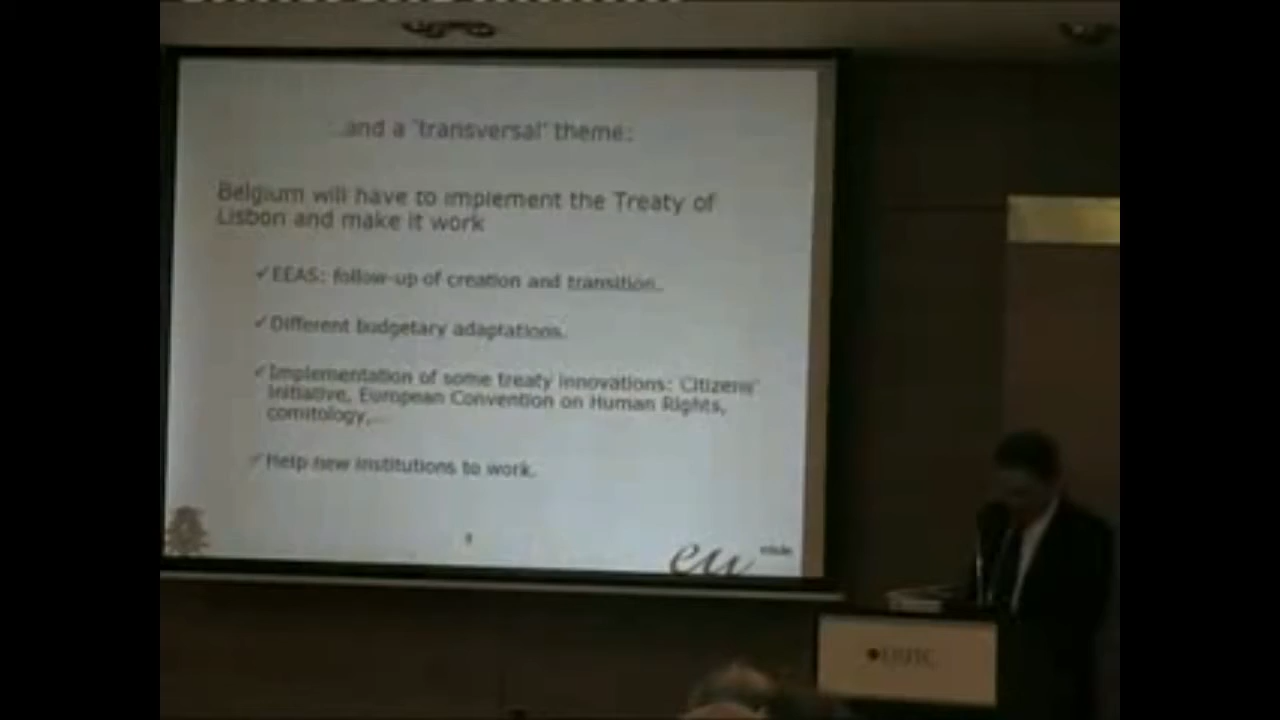 ...and a 'transversal' theme:
Belgium will have to implement the Treaty of
Lisbon and make it work
✓EEAS: follow-up of creation and transition.
✓Different budgetary adaptations.
✓Implementation of some treaty innovations: Citizens'
Initiative, European Convention on Human Rights,
comitology,...
✓Help new institutions to work.
eu